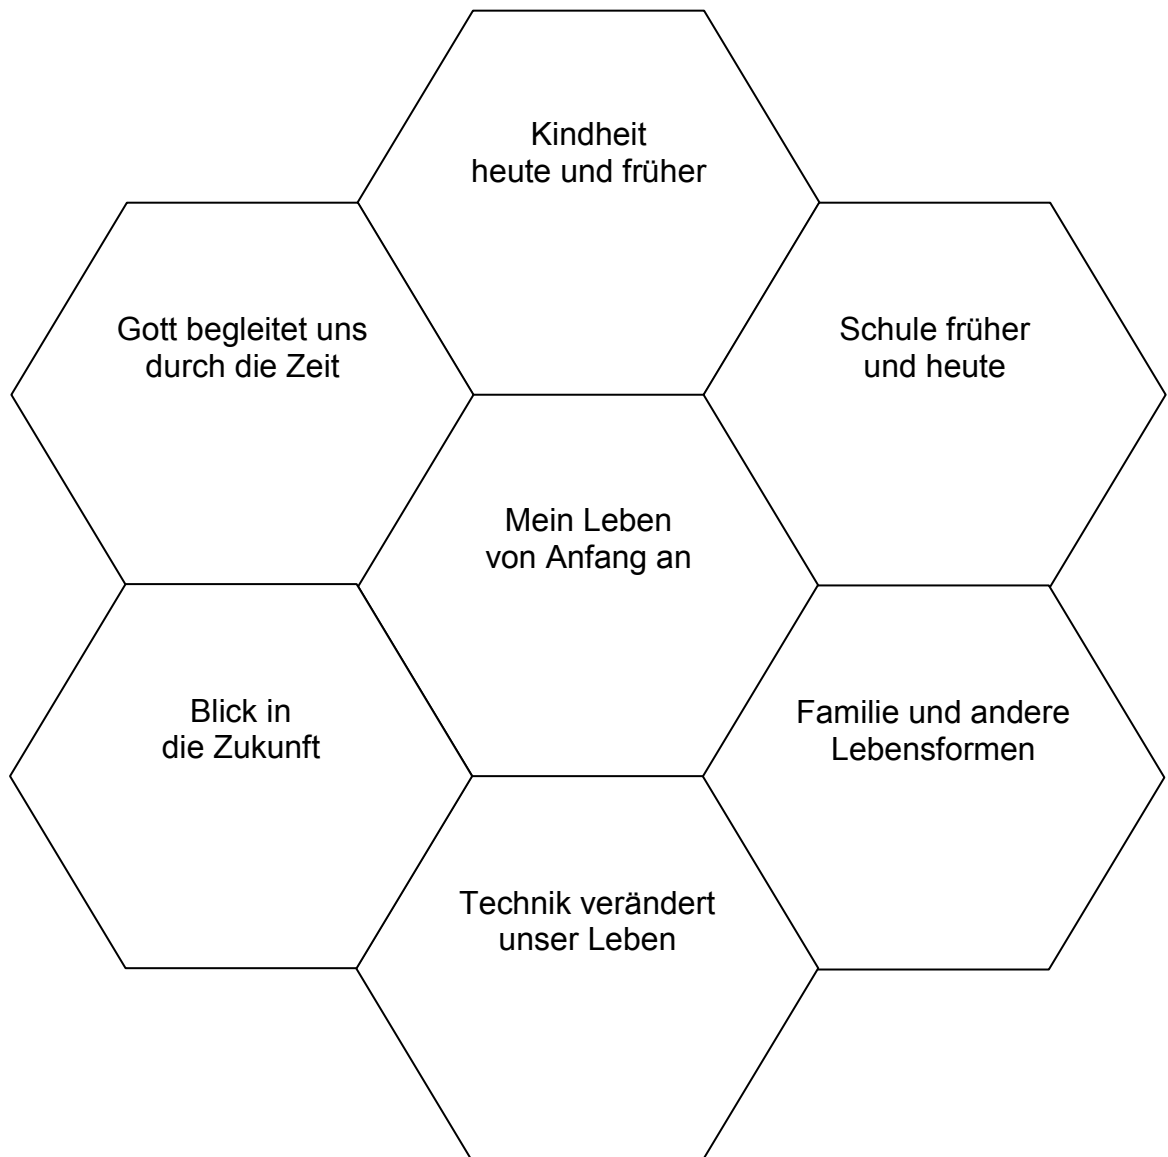 Kindheit
heute und früher
Gott begleitet uns
durch die Zeit
Schule früher
und heute
Mein Leben
von Anfang an
Blick in
die Zukunft
Familie und andere
Lebensformen
Technik verändert
unser Leben